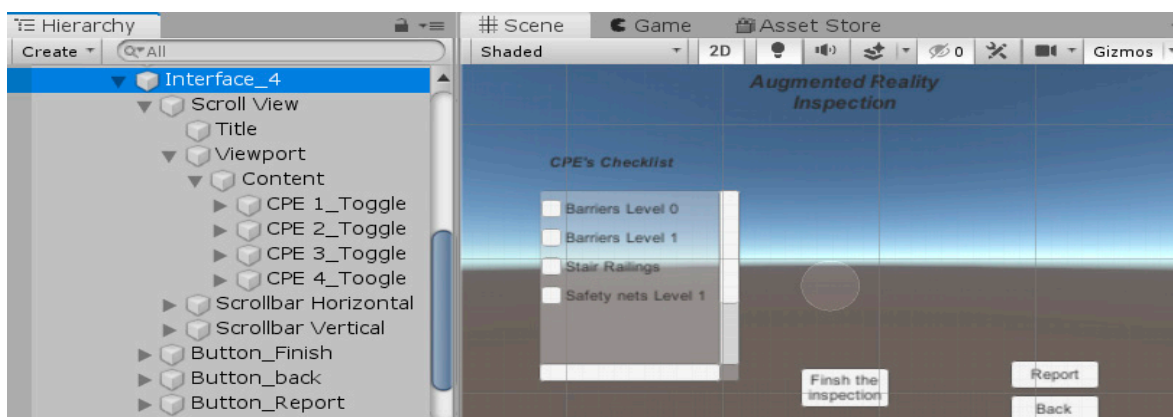 Hierarchy
Create
All
Interface_4
Scroll View
Title
Viewport
Content
CPE 1_Toggle
CPE 2_Toggle
CPE 3_Toggle
CPE 4_Toogle
Scrollbar Horizontal
Scrollbar Vertical
Button_Finish
Button_back
Button_Report
Scene
Game
Asset Store
Shaded
2D
0
Gizmos
Augmented Reality
Inspection
CPE's Checklist
Barriers Level 0
Barriers Level 1
Stair Railings
Safety nets Level 1
Finsh the
inspection
Report
Back